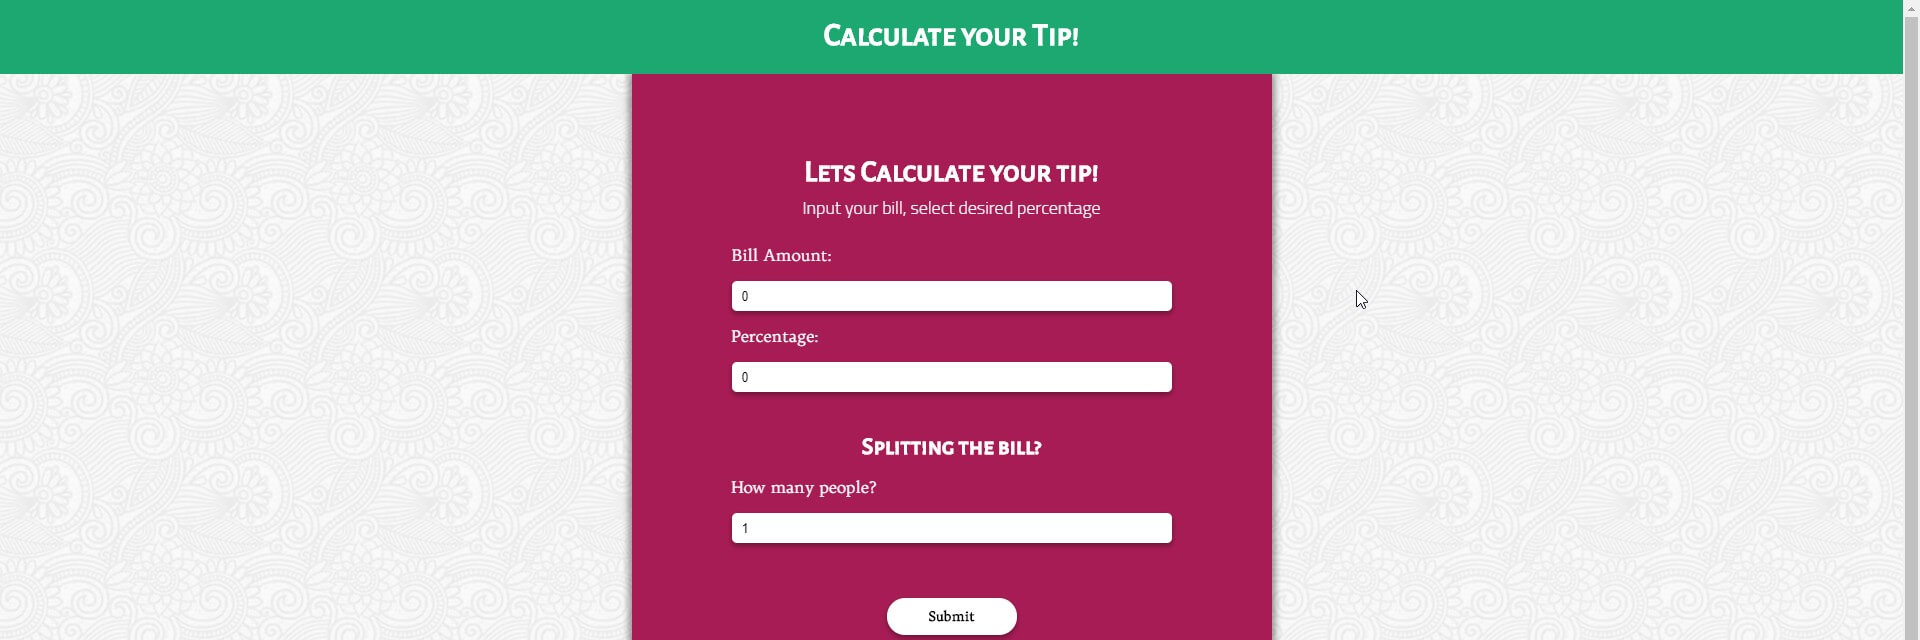 Calculate your Tip!
Lets Calculate your tip!
Input your bill, select desired percentage
Bill Amount:
0
Percentage:
0
Splitting the bill?
How many people?
1
Submit